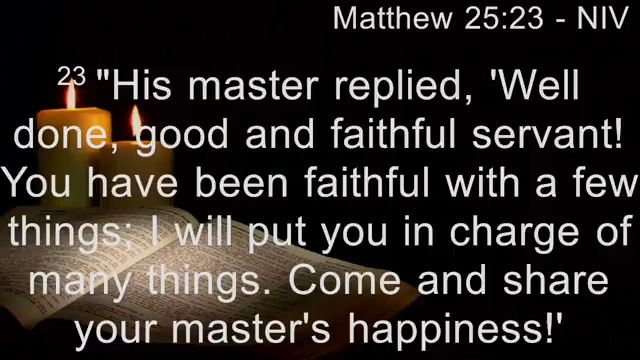 Matthew 25:23 - NIV
23 "His master replied, 'Well
done, good and faithful servant!
You have been faithful with a few
things; I will put you in charge of
many things. Come and share
your master's happiness!'